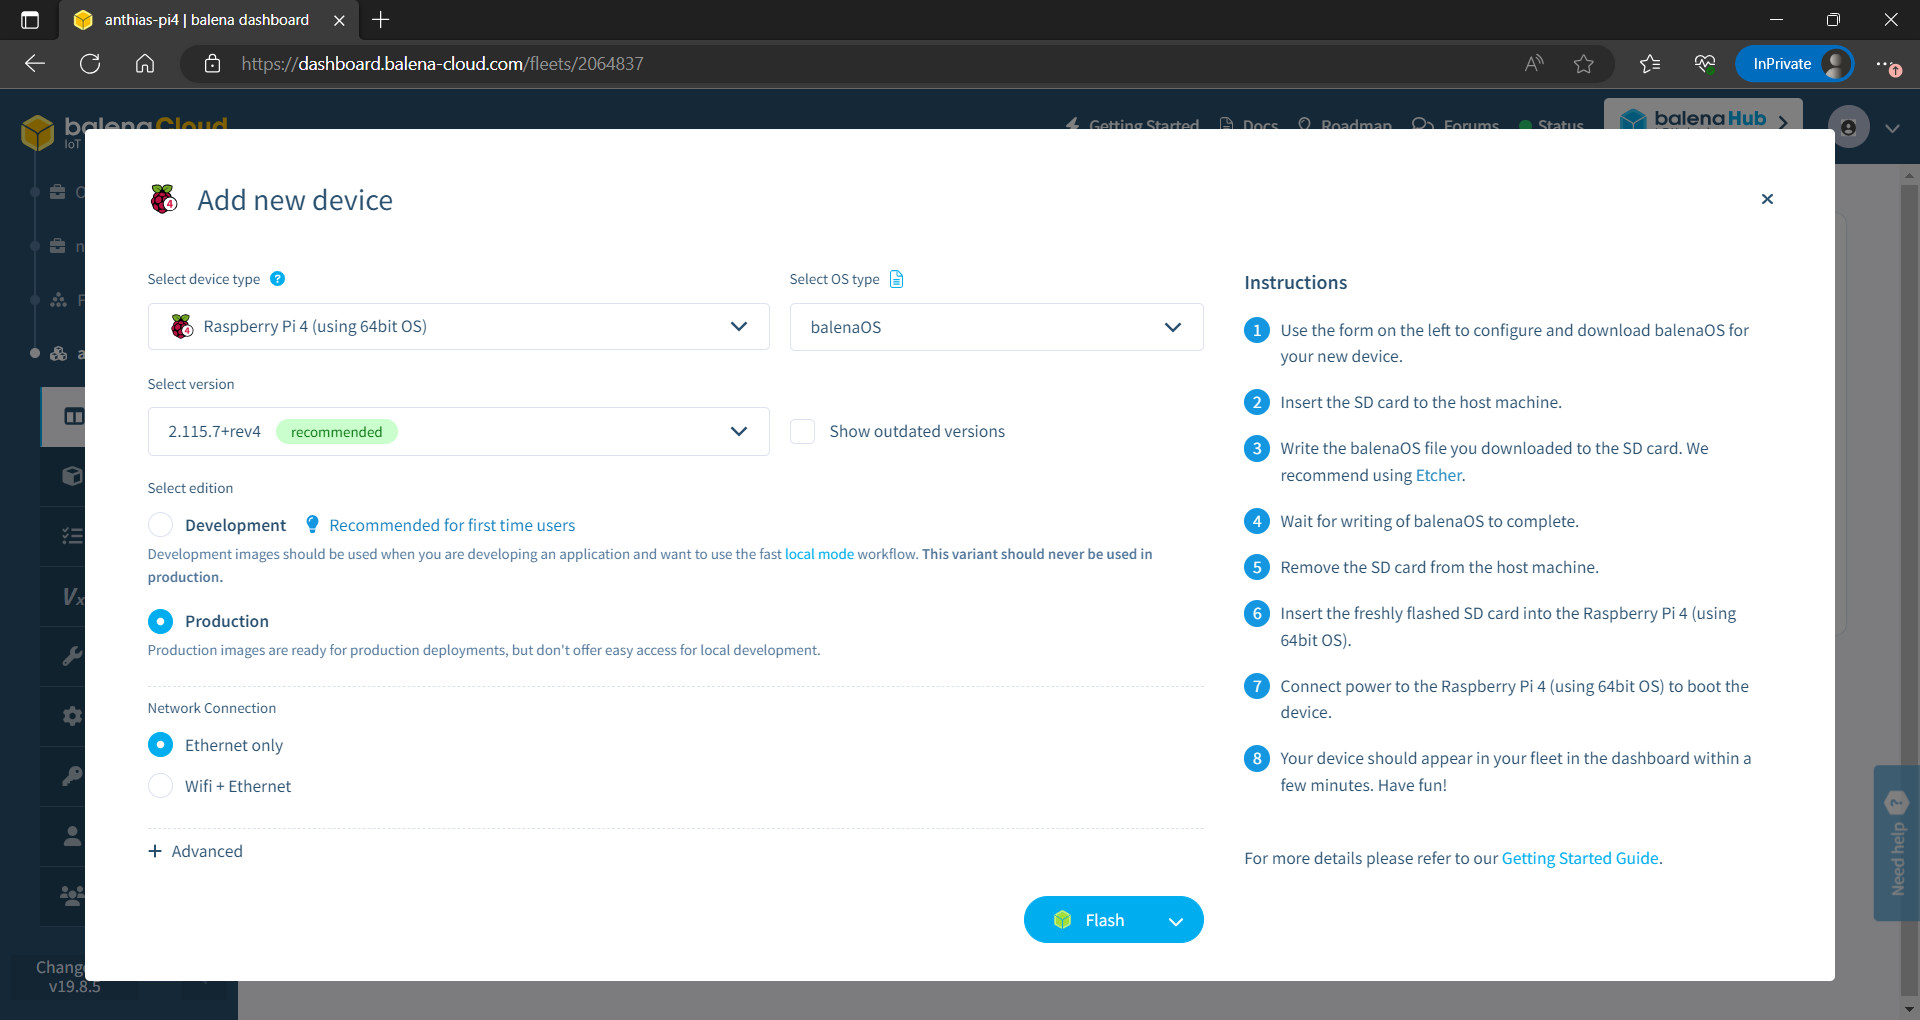 anthias-pi4 | balena dashboard
https://dashboard.balena-cloud.com/fleets/2064837
InPrivate
balenaCloud
IoT
Getting Started
Docs
Roadmap
Forums
Status
balenaHub
Add new device
Select device type
Select OS type
Raspberry Pi 4 (using 64bit OS)
balenaOS
Select version
2.115.7+rev4
recommended
Show outdated versions
Select edition
Development
Recommended for first time users
Development images should be used when you are developing an application and want to use the fast local mode workflow. This variant should never be used in
production.
Production
Production images are ready for production deployments, but don't offer easy access for local development.
Network Connection
Ethernet only
Wifi + Ethernet
+ Advanced
Flash
Instructions
1 Use the form on the left to configure and download balenaOS for
your new device.
2 Insert the SD card to the host machine.
3 Write the balenaOS file you downloaded to the SD card. We
recommend using Etcher.
4 Wait for writing of balenaOS to complete.
5 Remove the SD card from the host machine.
6 Insert the freshly flashed SD card into the Raspberry Pi 4 (using
64bit OS).
7 Connect power to the Raspberry Pi 4 (using 64bit OS) to boot the
device.
8 Your device should appear in your fleet in the dashboard within a
few minutes. Have fun!
For more details please refer to our Getting Started Guide.
Need help ?
Chang
v19.8.5